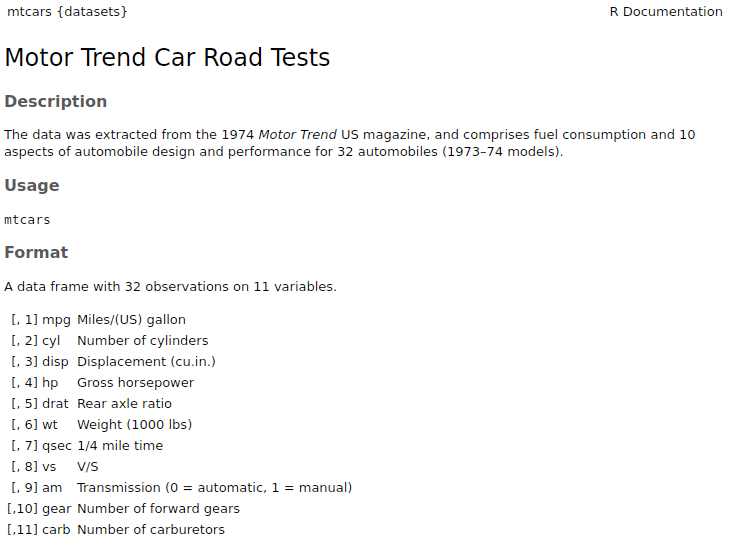 mtcars {datasets} R Documentation
Motor Trend Car Road Tests
Description
The data was extracted from the 1974 Motor Trend US magazine, and comprises fuel consumption and 10
aspects of automobile design and performance for 32 automobiles (1973–74 models).
Usage
mtcars
Format
A data frame with 32 observations on 11 variables.
[, 1] mpg Miles/(US) gallon
[, 2] cyl Number of cylinders
[, 3] disp Displacement (cu.in.)
[, 4] hp Gross horsepower
[, 5] drat Rear axle ratio
[, 6] wt Weight (1000 lbs)
[, 7] qsec 1/4 mile time
[, 8] vs V/S
[, 9] am Transmission (0 = automatic, 1 = manual)
[,10] gear Number of forward gears
[,11] carb Number of carburetors